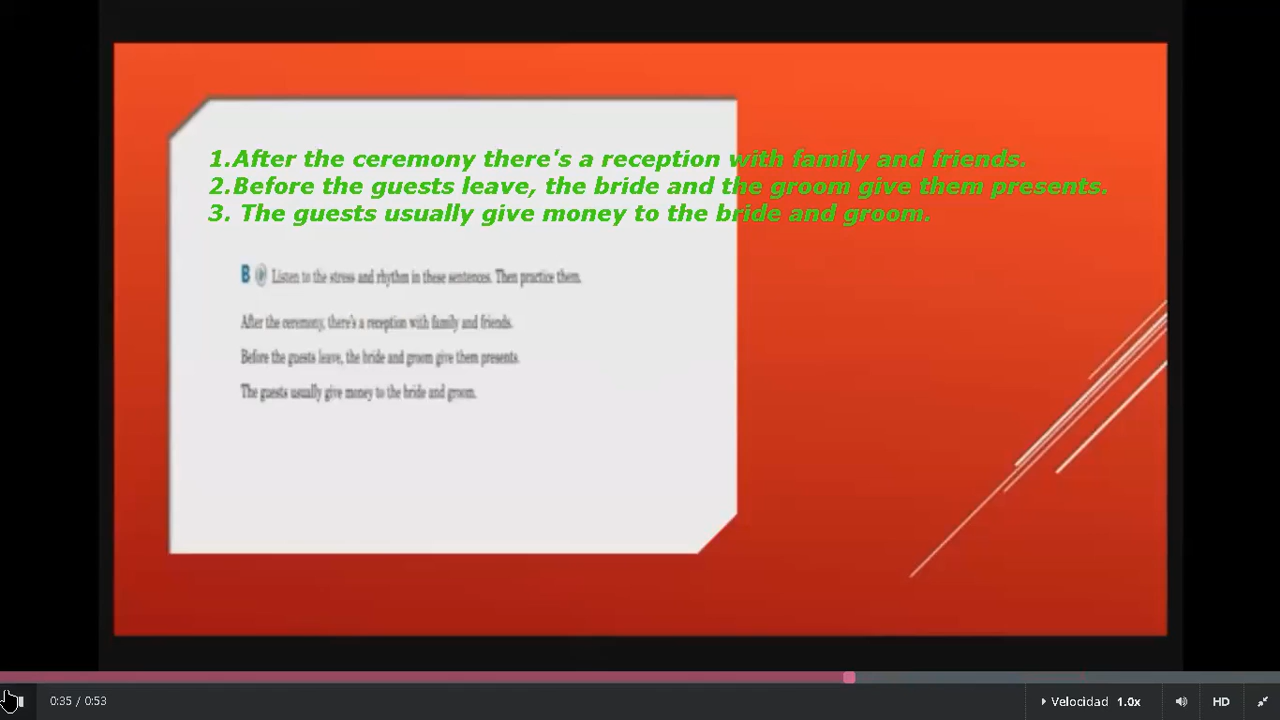 1.After the ceremony there's a reception with family and friends.
2.Before the guests leave, the bride and the groom give them presents.
3. The guests usually give money to the bride and groom.
B Listen to the stress and rhythm in these sentences. Then practice them.
After the ceremony, there's a reception with family and friends.
Before the guests leave, the bride and groom give them presents.
The guests usually give money to the bride and groom.
0:35 / 0:53
Velocidad 1.0x
HD